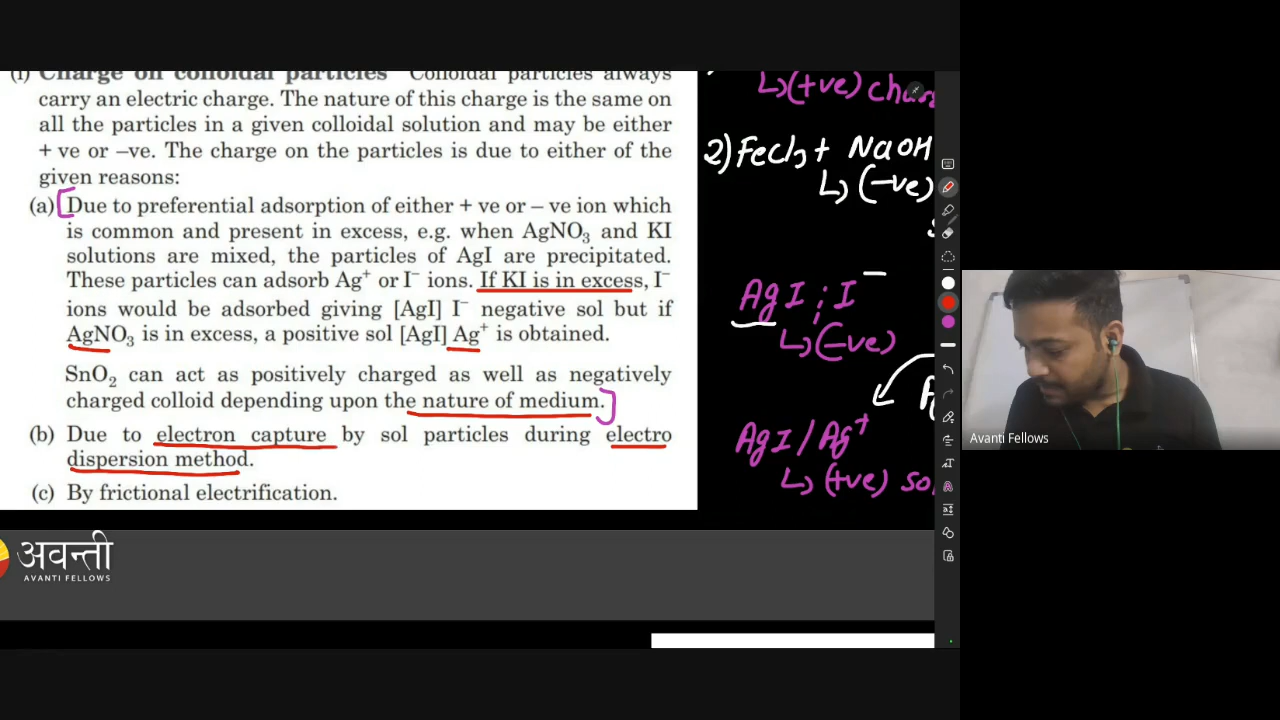 Charge on colloidal particles Colloidal particles always
carry an electric charge. The nature of this charge is the same on
all the particles in a given colloidal solution and may be either
+ ve or –ve. The charge on the particles is due to either of the
given reasons:
(a) Due to preferential adsorption of either + ve or – ve ion which
is common and present in excess, e.g. when AgNO₃ and KI
solutions are mixed, the particles of AgI are precipitated.
These particles can adsorb Ag⁺ or I⁻ ions. If KI is in excess, I⁻
ions would be adsorbed giving [AgI] I⁻ negative sol but if
AgNO₃ is in excess, a positive sol [AgI] Ag⁺ is obtained.
SnO₂ can act as positively charged as well as negatively
charged colloid depending upon the nature of medium.
(b) Due to electron capture by sol particles during electro
dispersion method.
(c) By frictional electrification.
(+ve)
2) FeCl₃ + NaOH
(-ve)
AgI ; I⁻
(-ve)
AgI / Ag⁺
(+ve)
अवन्ती
AVANTI FELLOWS
Avanti Fellows